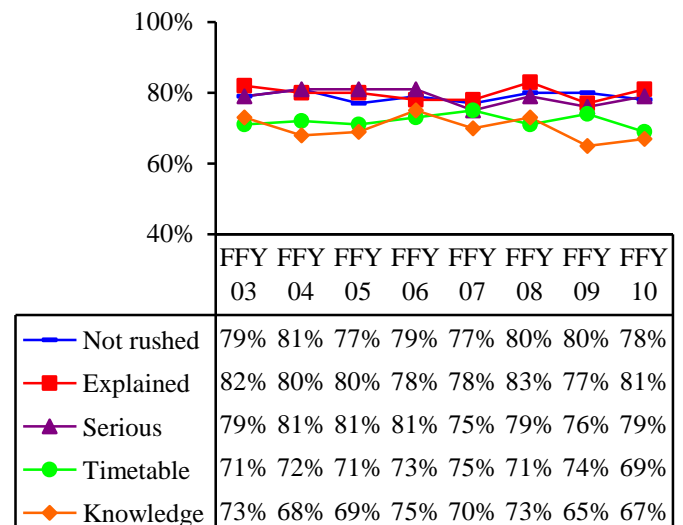 100%
80%
60%
40%
FFY FFY FFY FFY FFY FFY FFY FFY
03 04 05 06 07 08 09 10
Not rushed 79% 81% 77% 79% 77% 80% 80% 78%
Explained 82% 80% 80% 78% 78% 83% 77% 81%
Serious 79% 81% 81% 81% 75% 79% 76% 79%
Timetable 71% 72% 71% 73% 75% 71% 74% 69%
Knowledge 73% 68% 69% 75% 70% 73% 65% 67%